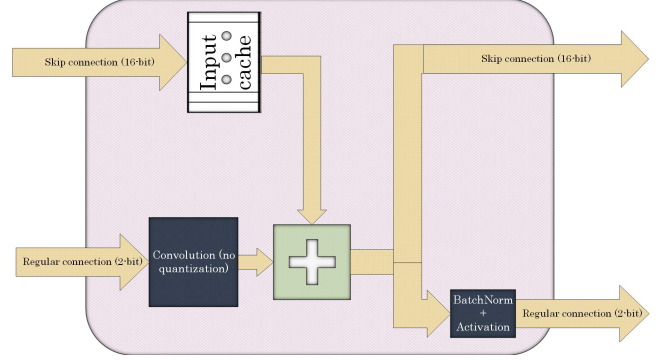 Skip connection (16-bit)
Input
cache
Skip connection (16-bit)
Regular connection (2-bit)
Convolution (no
quantization)
BatchNorm
+
Activation
Regular connection (2-bit)